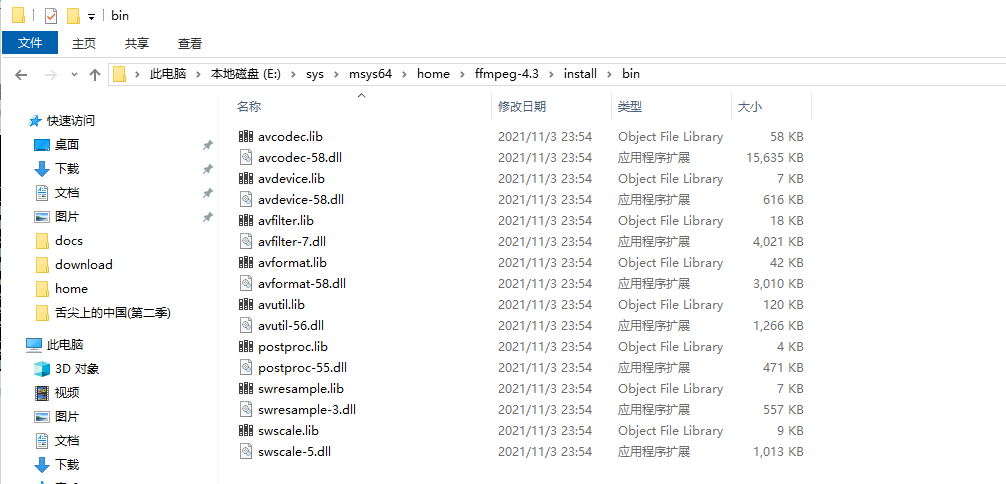 bin
文件 主页 共享 查看
此电脑 本地磁盘 (E:) sys msys64 home ffmpeg-4.3 install bin
快速访问
桌面
下载
文档
图片
docs
download
home
舌尖上的中国(第二季)
此电脑
3D 对象
视频
图片
文档
下载
名称 修改日期 类型 大小
avcodec.lib 2021/11/3 23:54 Object File Library 58 KB
avcodec-58.dll 2021/11/3 23:54 应用程序扩展 15,635 KB
avdevice.lib 2021/11/3 23:54 Object File Library 7 KB
avdevice-58.dll 2021/11/3 23:54 应用程序扩展 616 KB
avfilter.lib 2021/11/3 23:54 Object File Library 18 KB
avfilter-7.dll 2021/11/3 23:54 应用程序扩展 4,021 KB
avformat.lib 2021/11/3 23:54 Object File Library 42 KB
avformat-58.dll 2021/11/3 23:54 应用程序扩展 3,010 KB
avutil.lib 2021/11/3 23:54 Object File Library 120 KB
avutil-56.dll 2021/11/3 23:54 应用程序扩展 1,266 KB
postproc.lib 2021/11/3 23:54 Object File Library 4 KB
postproc-55.dll 2021/11/3 23:54 应用程序扩展 471 KB
swresample.lib 2021/11/3 23:54 Object File Library 7 KB
swresample-3.dll 2021/11/3 23:54 应用程序扩展 557 KB
swscale.lib 2021/11/3 23:54 Object File Library 9 KB
swscale-5.dll 2021/11/3 23:54 应用程序扩展 1,013 KB